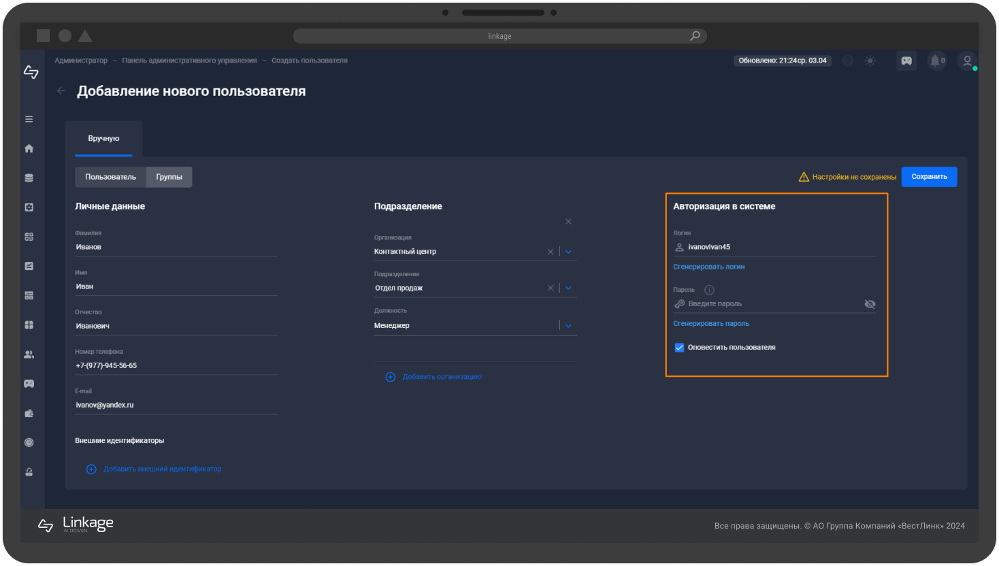 linkage
Администратор – Панель административного управления – Создать пользователя
Обновлено: 21:24 ср. 03.04
0
Добавление нового пользователя
Вручную
Пользователь
Группы
Настройки не сохранены
Сохранить
Личные данные
Фамилия
Иванов
Имя
Иван
Отчество
Иванович
Номер телефона
+7-(977)-945-56-65
E-mail
ivanov@yandex.ru
Внешние идентификаторы
Добавить внешний идентификатор
Подразделение
Организация
Контактный центр
Подразделение
Отдел продаж
Должность
Менеджер
Добавить организацию
Авторизация в системе
Логин
ivanovIvan45
Сгенерировать логин
Пароль
Введите пароль
Сгенерировать пароль
Оповестить пользователя
Linkage
AI DRIVEN
Все права защищены. © АО Группа Компаний «ВестЛинк» 2024